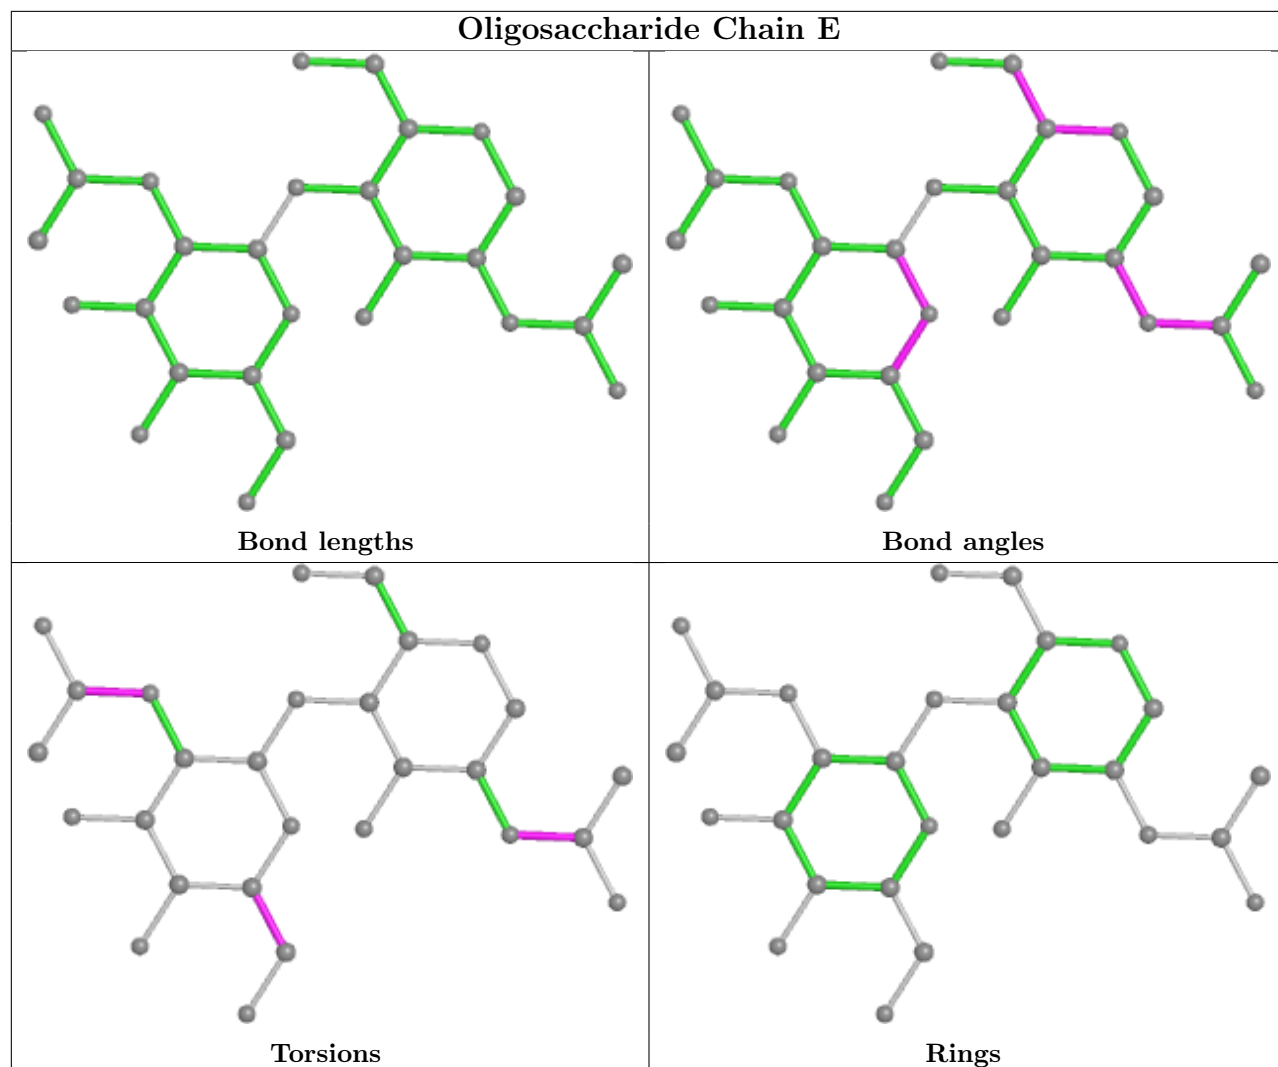 Oligosaccharide Chain E
Bond lengths
Bond angles
Torsions
Rings